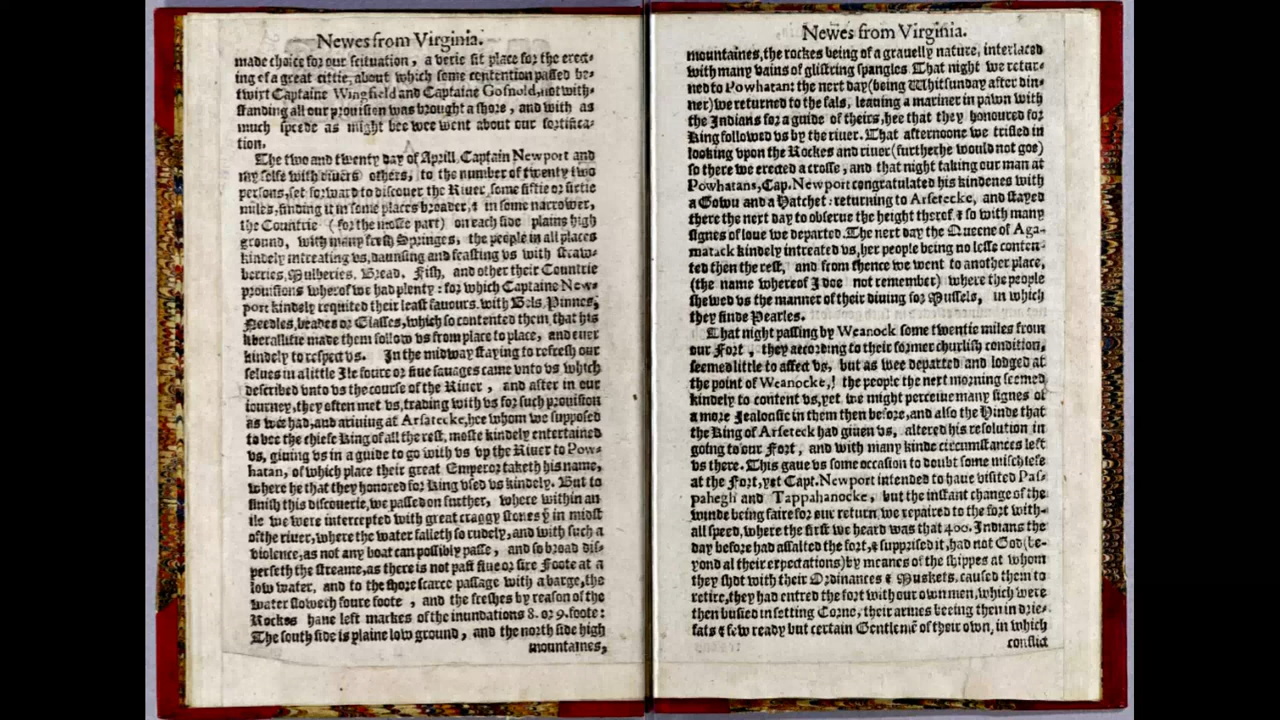 Newes from Virginia.
made choice for our scituation, a verie fit place for the erect-
ing of a great cittie, about which some contention passed be-
twixt Captaine Wingfield and Captaine Gosnold, notwith-
standing all our prouision was brought a shore, and with as
much speede as might bee wee went about our fortifica-
tion.
The two and twenty day of Aprill, Captain Newport and
my selfe with diuers others, to the number of twenty two
persons, set forward to discouer the Riuer, some fiftie or sixtie
miles, finding it in some places broader, & in some narrower,
the Countrie (for the moste part) on each side plaine high
ground, with many fresh Springes, the people in all places
kindely intreating vs, daunsing and feasting vs with straw-
berries, Mulberies, Bread, Fish, and other their Countrie
prouisions wherof we had plenty: for which Captaine New-
port kindely requited their least fauours with Bels, Pinnes,
Needles, beades or Glasses, which so contented them that his
liberallitie made them follow vs from place to place, and euer
kindely to respect vs. In the midway staying to refresh our
selues in a little Ile foure or fiue sauages came vnto vs which
described vnto vs the course of the Riuer, and after in our
iourney, they often met vs, trading with vs for such prouision
as wee had, and ariuing at Arsatecke, hee whom we supposed
to bee the chiefe King of all the rest, moste kindely entertained
vs, giuing vs in a guide to go with vs vp the Riuer to Pow-
hatan, of which place their great Emperor taketh his name,
where he that they honored for King vsed vs kindely. But to
finish this discouerie, we passed on further, where within an
ile we were intercepted with great craggy stones ẏ in midst
of the riuer, where the water falleth so rudely, and with such a
violence, as not any boat can possibly passe, and so broad dis-
perseth the streame, as there is not past fiue or sixe Foote at a
low water, and to the shore scarce passage with a barge, the
water floweth foure foote, and the freshes by reason of the
Rockes haue left markes of the inundations 8. or 9. foote:
The south side is plaine low ground, and the north side high
mountaines,
Newes from Virginia.
mountaines, the rockes being of a grauelly nature, interlaced
with many vains of glistring spangles. That night we retur-
ned to Powhatan: the next day (being Whitsunday after din-
ner) we returned to the fals, leauing a mariner in pawn with
the Indians for a guide of theirs, hee that they honoured for
King followed vs by the riuer. That afternoone we trifled in
looking vpon the Rockes and riuer (further he would not goe)
so there we erected a crosse, and that night taking our man at
Powhatans, Cap. Newport congratulated his kindenes with
a Gown and a Hatchet: returning to Arsetecke, and stayed
there the next day to obserue the height therof, & so with many
signes of loue we departed. The next day the Queene of Aga-
matack kindely intreated vs, her people being no lesse conten-
ted then the rest, and from thence we went to another place,
(the name whereof I doe not remember) where the people
shewed vs the manner of their diuing for Mussels, in which
they finde Pearles.
That night passing by Weanock some twentie miles from
our Fort, they according to their former churlish condition,
seemed little to affect vs, but as wee departed and lodged at
the point of Weanocke,! the people the next morning seemed
kindely to content vs, yet we might perceiue many signes of
a more Jealousie in them then before, and also the Hinde that
the King of Arseteck had giuen vs, altered his resolution in
going to our Fort, and with many kinde circumstances left
vs there. This gaue vs some occasion to doubt some mischiefe
at the Fort, yet Capt. Newport intended to haue visited Pas-
pahegh and Tappahanocke, but the instant change of the
winde being faire for our return, we repaired to the fort with-
all speed, where the first we heard was that 400. Indians the
day before had assalted the fort, & supprised it, had not God (be-
yond al their expectations) by meanes of the shippes at whom
they shot with their Ordinances & Muskets, caused them to
retire, they had entred the fort with our own men, which were
then busied in setting Corne, their armes beeing then in drie-
fats & few ready but certain Gentlemē of their own, in which
conflict